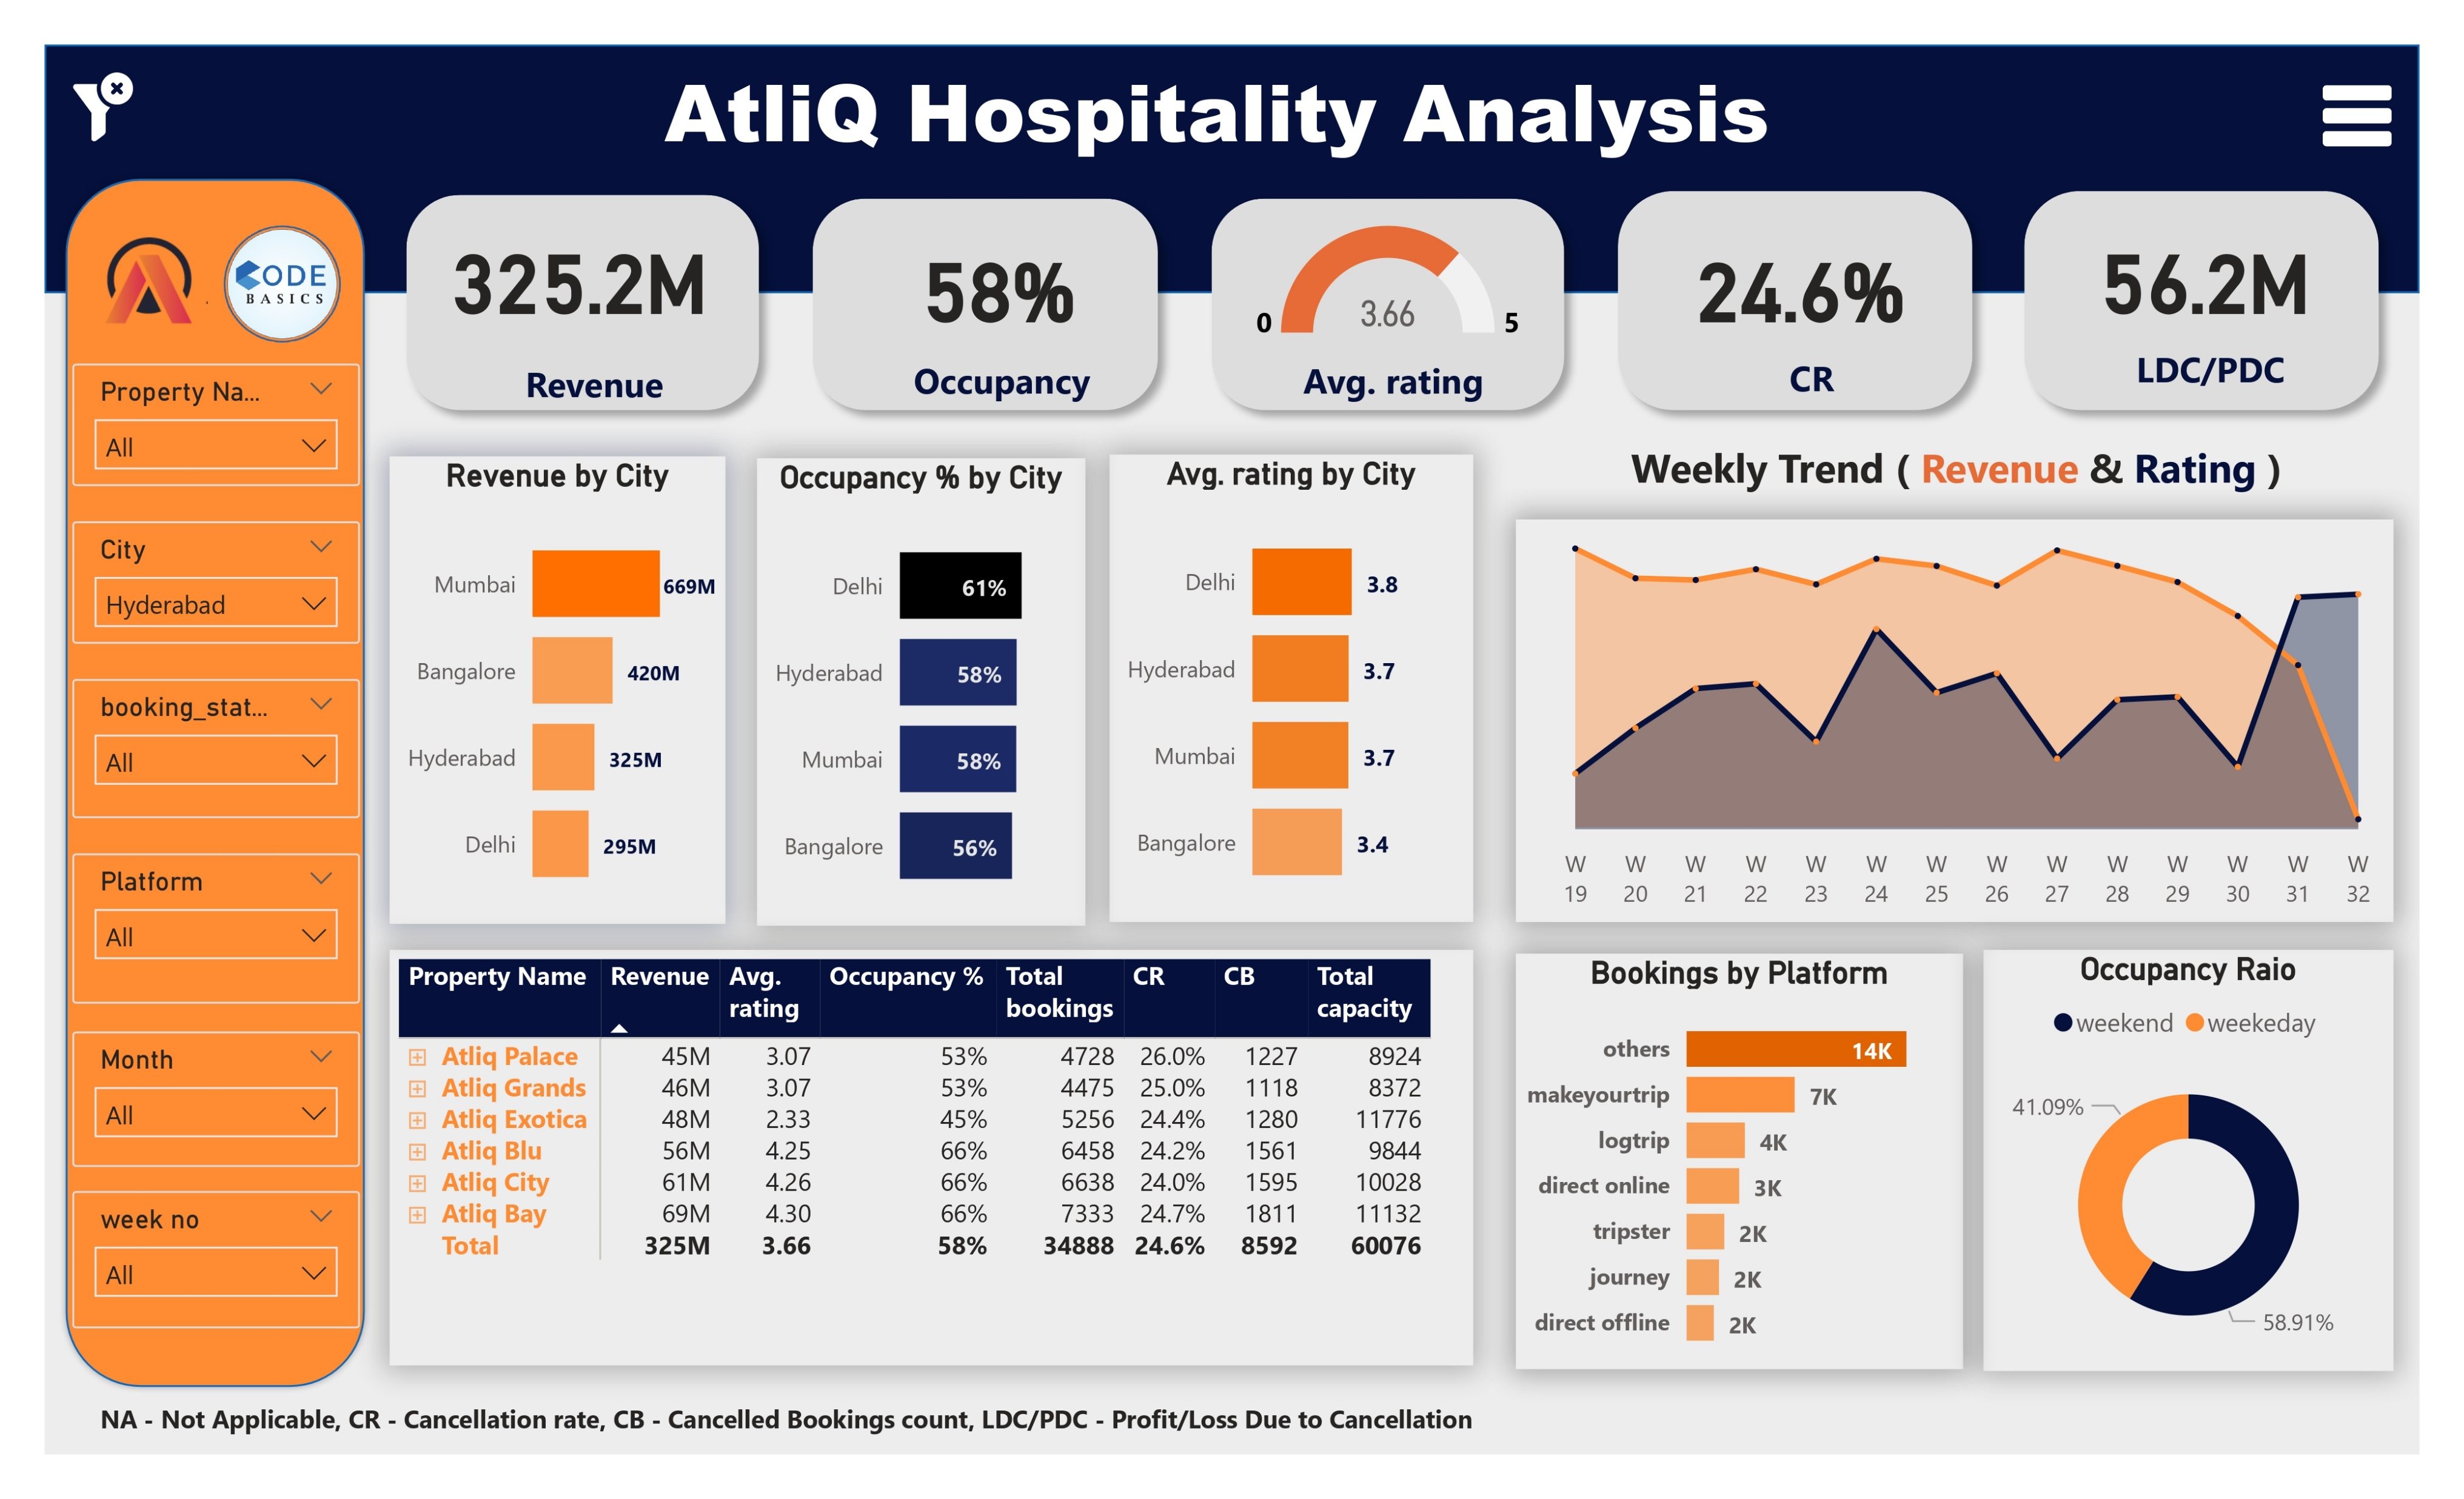 AtliQ Hospitality Analysis
CODE
BASICS
325.2M
Revenue
58%
Occupancy
0
3.66
5
Avg. rating
24.6%
CR
56.2M
LDC/PDC
Property Na...
All
City
Hyderabad
booking_stat...
All
Platform
All
Month
All
week no
All
Revenue by City
Mumbai 669M
Bangalore 420M
Hyderabad 325M
Delhi 295M
Occupancy % by City
Delhi 61%
Hyderabad 58%
Mumbai 58%
Bangalore 56%
Avg. rating by City
Delhi 3.8
Hyderabad 3.7
Mumbai 3.7
Bangalore 3.4
Weekly Trend ( Revenue & Rating )
W W W W W W W W W W W W W W
19 20 21 22 23 24 25 26 27 28 29 30 31 32
Property Name Revenue Avg. Occupancy % Total CR CB Total
rating bookings capacity
Atliq Palace 45M 3.07 53% 4728 26.0% 1227 8924
Atliq Grands 46M 3.07 53% 4475 25.0% 1118 8372
Atliq Exotica 48M 2.33 45% 5256 24.4% 1280 11776
Atliq Blu 56M 4.25 66% 6458 24.2% 1561 9844
Atliq City 61M 4.26 66% 6638 24.0% 1595 10028
Atliq Bay 69M 4.30 66% 7333 24.7% 1811 11132
Total 325M 3.66 58% 34888 24.6% 8592 60076
Bookings by Platform
others 14K
makeyourtrip 7K
logtrip 4K
direct online 3K
tripster 2K
journey 2K
direct offline 2K
Occupancy Raio
weekend weekeday
41.09%
58.91%
NA - Not Applicable, CR - Cancellation rate, CB - Cancelled Bookings count, LDC/PDC - Profit/Loss Due to Cancellation